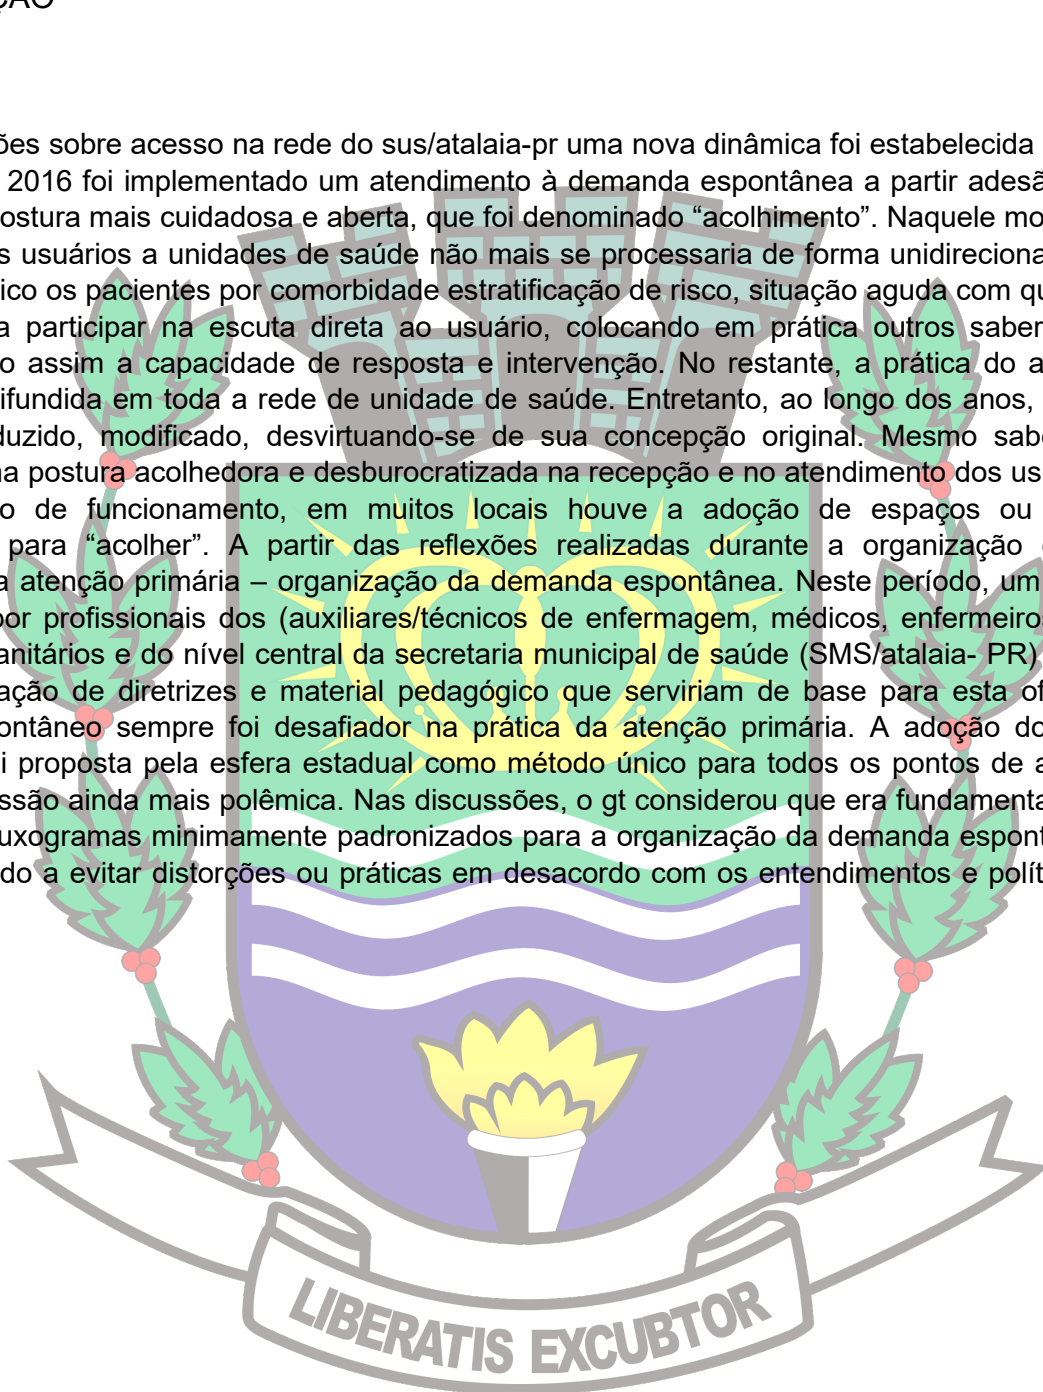 ÇÃO
ões sobre acesso na rede do sus/atalaia-pr uma nova dinâmica foi estabelecida
2016 foi implementado um atendimento à demanda espontânea a partir adesã
ostura mais cuidadosa e aberta, que foi denominado “acolhimento”. Naquele mo
s usuários a unidades de saúde não mais se processaria de forma unidireciona
ico os pacientes por comorbidade estratificação de risco, situação aguda com qu
a participar na escuta direta ao usuário, colocando em prática outros saber
o assim a capacidade de resposta e intervenção. No restante, a prática do a
ifundida em toda a rede de unidade de saúde. Entretanto, ao longo dos anos,
duzido, modificado, desvirtuando-se de sua concepção original. Mesmo sabe
na postura acolhedora e desburocratizada na recepção e no atendimento dos us
o de funcionamento, em muitos locais houve a adoção de espaços ou
para “acolher”. A partir das reflexões realizadas durante a organização
a atenção primária – organização da demanda espontânea. Neste período, um
por profissionais dos (auxiliares/técnicos de enfermagem, médicos, enfermeiros
anitários e do nível central da secretaria municipal de saúde (SMS/atalaia- PR)
ação de diretrizes e material pedagógico que serviriam de base para esta of
ontâneo sempre foi desafiador na prática da atenção primária. A adoção do
i proposta pela esfera estadual como método único para todos os pontos de a
ssão ainda mais polêmica. Nas discussões, o gt considerou que era fundamenta
uxogramas minimamente padronizados para a organização da demanda espont
do a evitar distorções ou práticas em desacordo com os entendimentos e polít
LIBERATIS EXCUBTOR